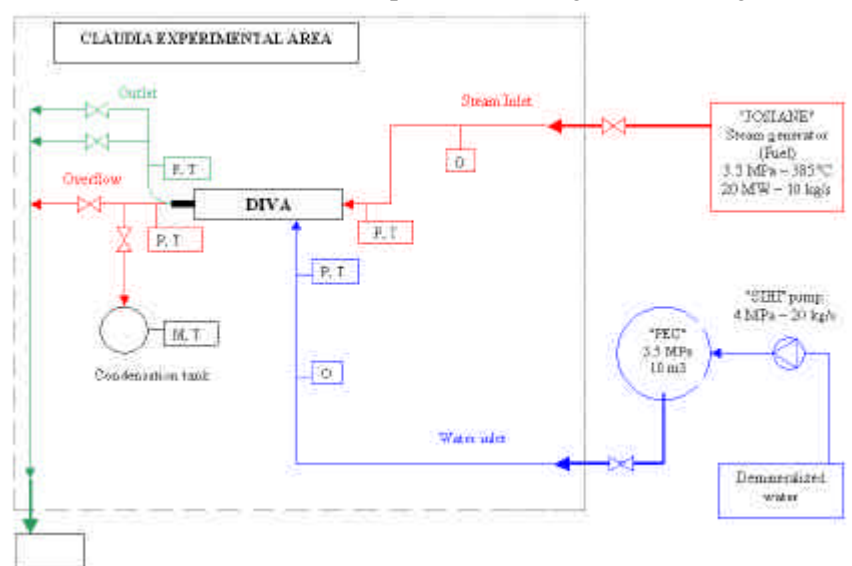 CLAUDIA EXPERIMENTAL AREA
Outlet
Steam Inlet
"JOSIANE"
Steam generator
(Fuel)
3.5 MPa – 385°C
20 MW – 10 kg/s
Q
P, T
Overflow
DIVA
P, T
P, T
P, T
M, T
Condensation tank
Q
"SIHI" pump
4 MPa – 20 kg/s
"PEC"
3.5 MPa
10 m3
Water inlet
Demineralized
water